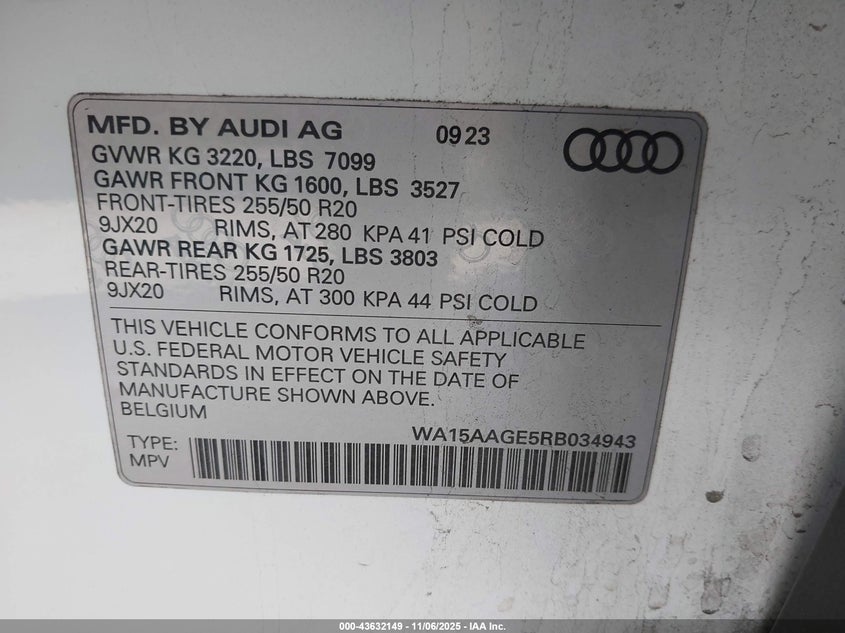 MFD. BY AUDI AG 09 23
GVWR KG 3220, LBS 7099
GAWR FRONT KG 1600, LBS 3527
FRONT-TIRES 255/50 R20
9JX20 RIMS, AT 280 KPA 41 PSI COLD
GAWR REAR KG 1725, LBS 3803
REAR-TIRES 255/50 R20
9JX20 RIMS, AT 300 KPA 44 PSI COLD
THIS VEHICLE CONFORMS TO ALL APPLICABLE
U.S. FEDERAL MOTOR VEHICLE SAFETY
STANDARDS IN EFFECT ON THE DATE OF
MANUFACTURE SHOWN ABOVE.
BELGIUM
WA15AAGE5RB034943
TYPE:
MPV
000-43632149 - 11/06/2025 - IAA Inc.